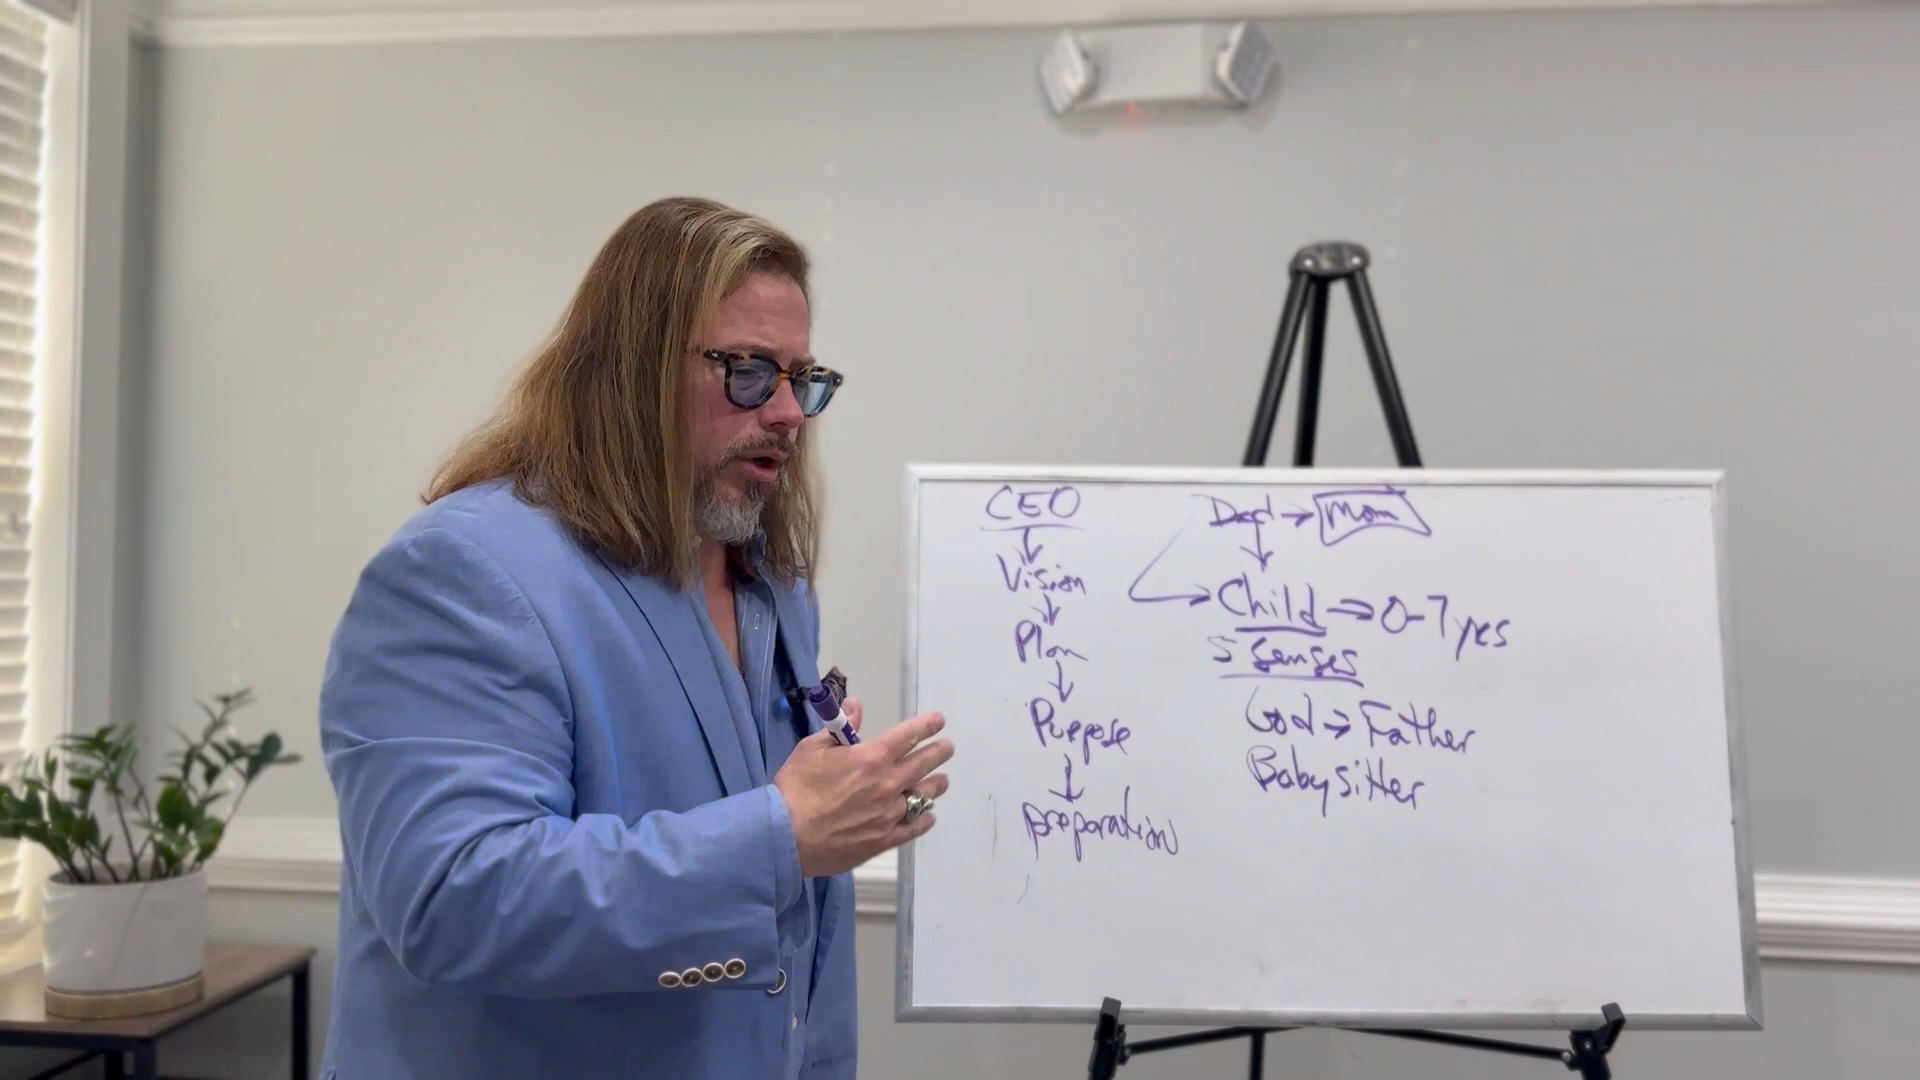 CEO
↓
Vision
↓
Plan
↓
Purpose
↓
preparation
Dad → Mom
↓
→ Child → 0-7 yrs
5 Senses
God → Father
Babysitter